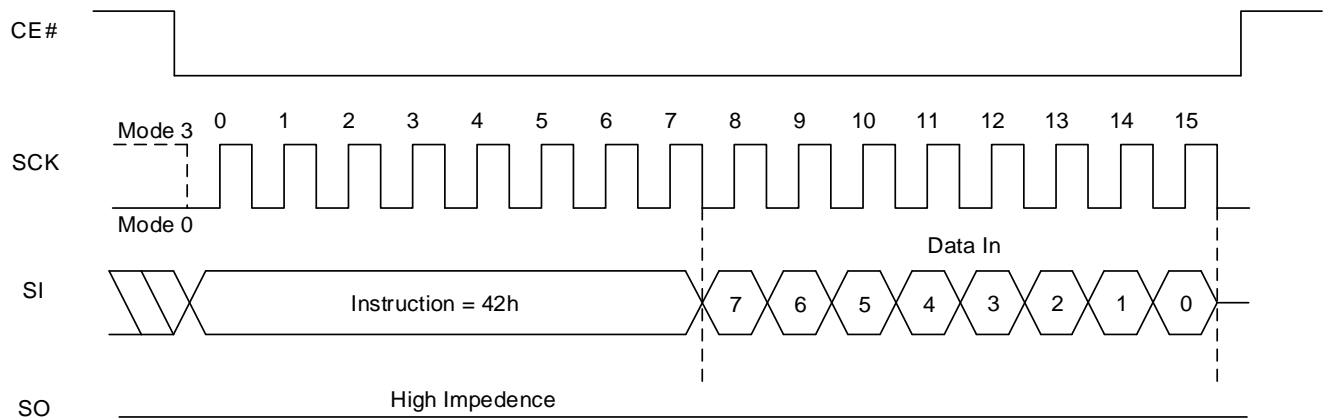 CE#
Mode 3 0 1 2 3 4 5 6 7 8 9 10 11 12 13 14 15
SCK
Mode 0
Data In
SI Instruction = 42h 7 6 5 4 3 2 1 0
High Impedence
SO